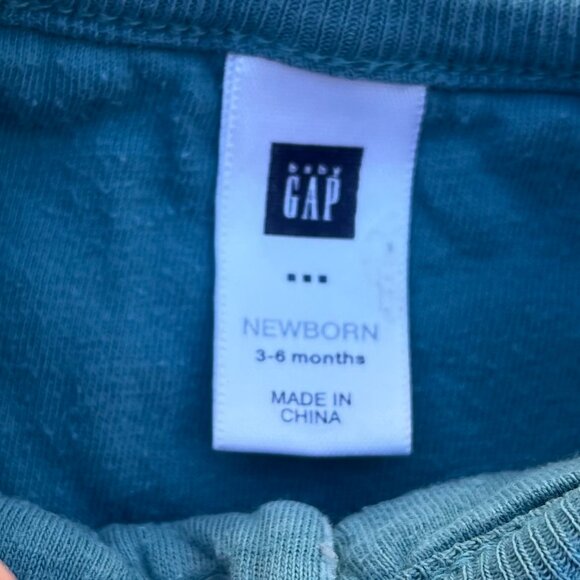 baby
GAP
NEWBORN
3-6 months
MADE IN
CHINA